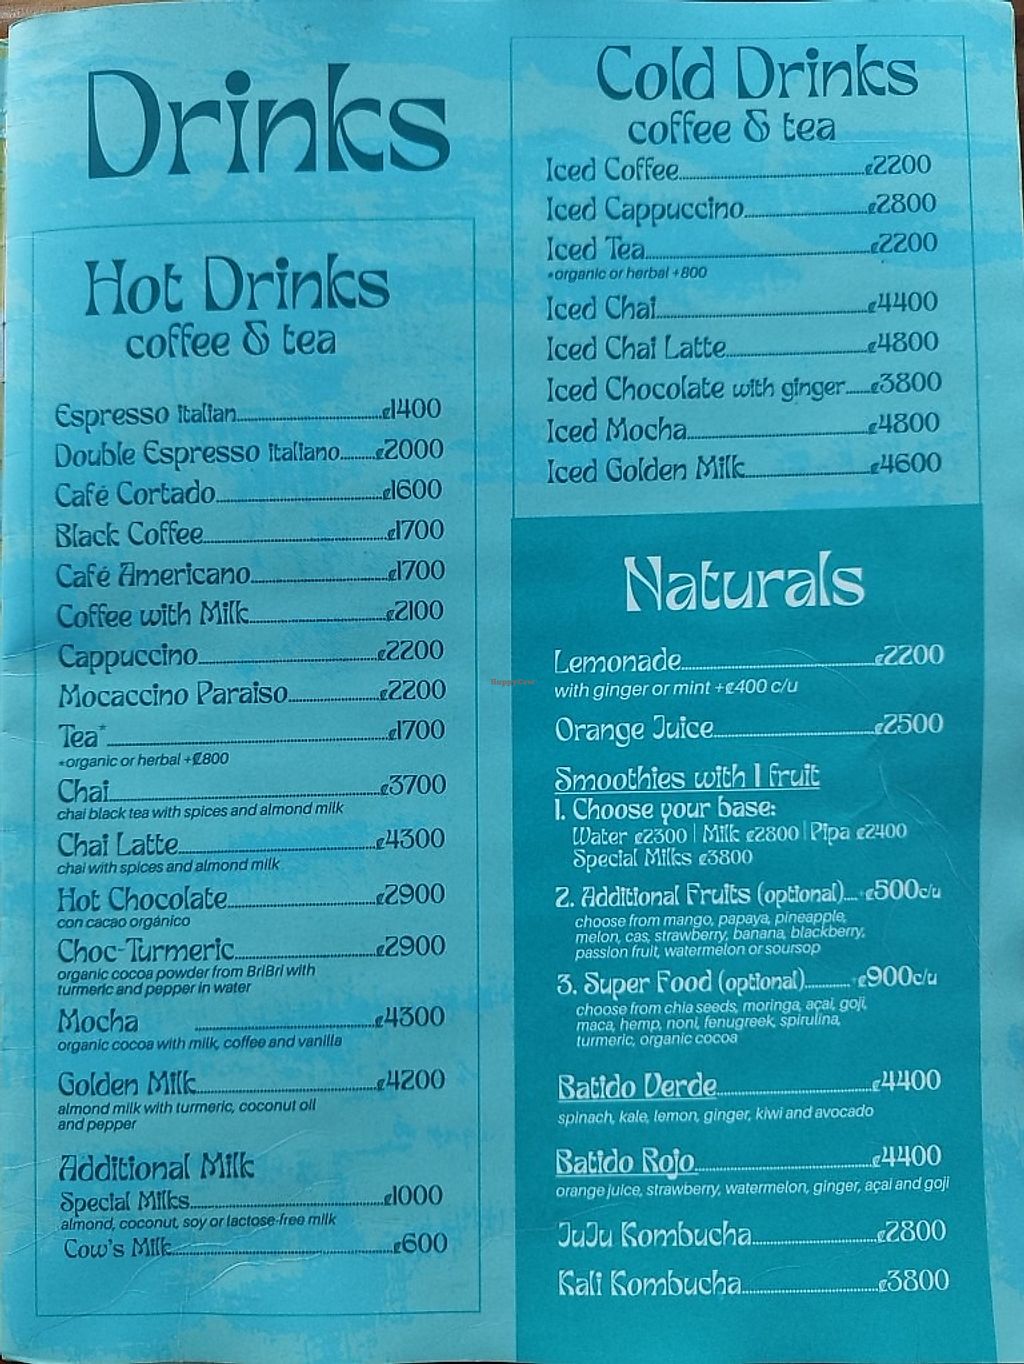 Drinks
Hot Drinks
coffee & tea
Espresso Italian ₡1400
Double Espresso Italiano ₡2000
Café Cortado ₡1600
Black Coffee ₡1700
Café Americano ₡1700
Coffee with Milk ₡2100
Cappuccino ₡2200
Mocaccino Paraiso ₡2200
Tea* ₡1700
*organic or herbal +₡800
Chai ₡3700
chai black tea with spices and almond milk
Chai Latte ₡4300
chai with spices and almond milk
Hot Chocolate ₡2900
con cacao orgánico
Choc-Turmeric ₡2900
organic cocoa powder from BriBri with
turmeric and pepper in water
Mocha ₡4300
organic cocoa with milk, coffee and vanilla
Golden Milk ₡4200
almond milk with turmeric, coconut oil
and pepper
Additional Milk
Special Milks ₡1000
almond, coconut, soy or lactose-free milk
Cow's Milk ₡600
Cold Drinks
coffee & tea
Iced Coffee ₡2200
Iced Cappuccino ₡2800
Iced Tea ₡2200
*organic or herbal +800
Iced Chai ₡4400
Iced Chai Latte ₡4800
Iced Chocolate with ginger ₡3800
Iced Mocha ₡4800
Iced Golden Milk ₡4600
Naturals
Lemonade ₡2200
with ginger or mint +₡400 c/u
Orange Juice ₡2500
Smoothies with 1 fruit
1. Choose your base:
Water ₡2300 | Milk ₡2800 | Pipa ₡2400
Special Milks ₡3800
2. Additional Fruits (optional) +₡500c/u
choose from mango, papaya, pineapple,
melon, cas, strawberry, banana, blackberry,
passion fruit, watermelon or soursop
3. Super Food (optional) +₡900c/u
choose from chia seeds, moringa, açai, goji,
maca, hemp, noni, fenugreek, spirulina,
turmeric, organic cocoa
Batido Verde ₡4400
spinach, kale, lemon, ginger, kiwi and avocado
Batido Rojo ₡4400
orange juice, strawberry, watermelon, ginger, açai and goji
JuJu Kombucha ₡2800
Kali Kombucha ₡3800
HappyCow